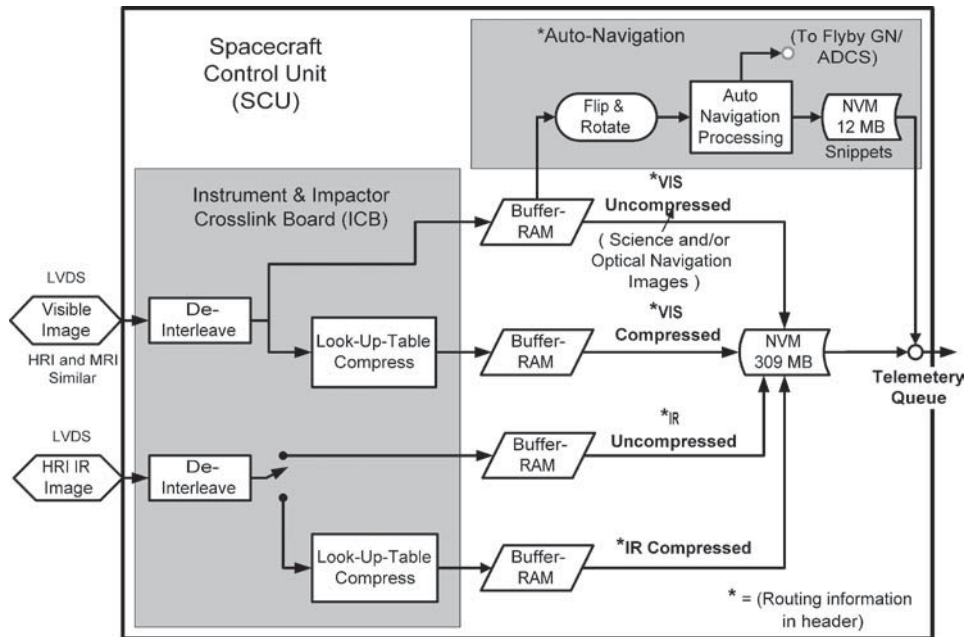 Spacecraft
Control Unit
(SCU)
*Auto-Navigation
(To Flyby GN/
ADCS)
Flip &
Rotate
Auto
Navigation
Processing
NVM
12 MB
Snippets
Instrument & Impactor
Crosslink Board (ICB)
Buffer-
RAM
*VIS
Uncompressed
( Science and/or
Optical Navigation
Images )
LVDS
Visible
Image
HRI and MRI
Similar
De-
Interleave
Look-Up-Table
Compress
Buffer-
RAM
*VIS
Compressed
NVM
309 MB
Telemetery
Queue
LVDS
HRI IR
Image
De-
Interleave
Buffer-
RAM
*IR
Uncompressed
Look-Up-Table
Compress
Buffer-
RAM
*IR Compressed
* = (Routing information
in header)